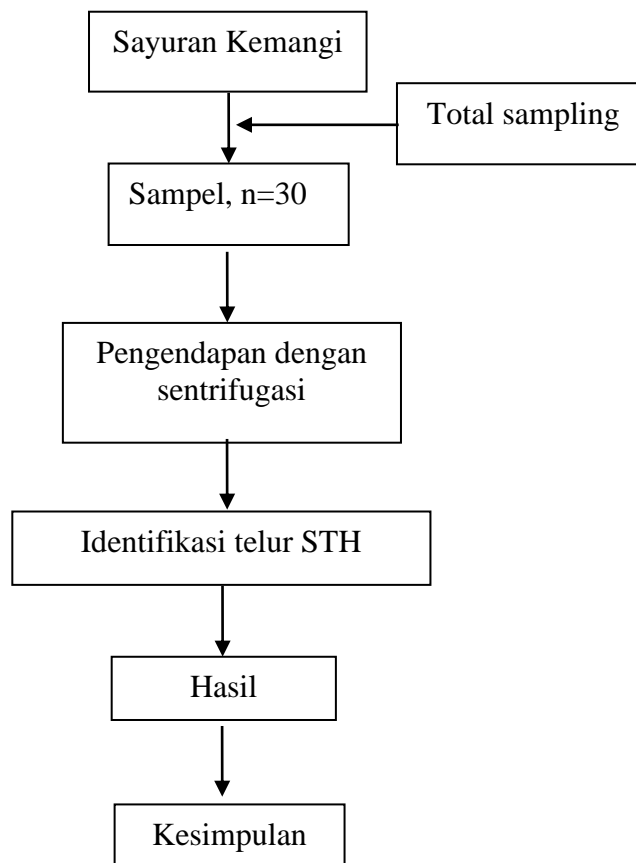 Sayuran Kemangi
Total sampling
Sampel, n=30
Pengendapan dengan
sentrifugasi
Identifikasi telur STH
Hasil
Kesimpulan